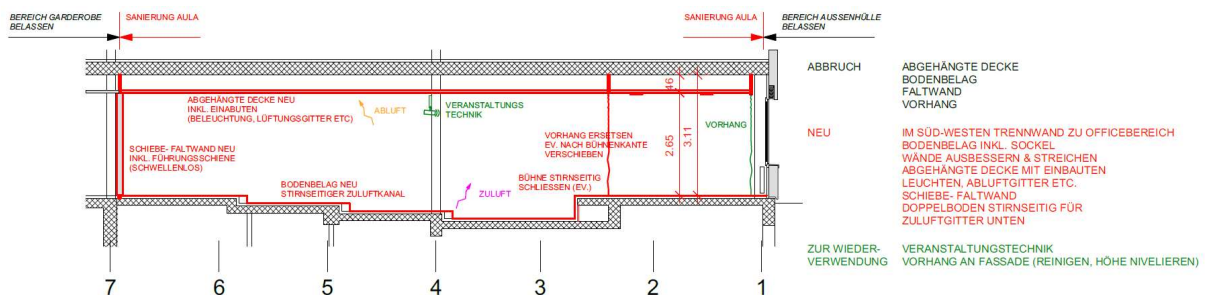 BEREICH GARDEROBE
BELASSEN
SANIERUNG AULA
SANIERUNG AULA
BEREICH AUSSENHÜLLE
BELASSEN
ABGEHÄNGTE DECKE NEU
INKL. EINABUTEN
(BELEUCHTUNG, LÜFTUNGSGITTER ETC)
ABLUFT
VERANSTALTUNGS
TECHNIK
SCHIEBE- FALTWAND NEU
INKL. FÜHRUNGSSCHIENE
(SCHWELLENLOS)
BODENBELAG NEU
STIRNSEITIGER ZULUFTKANAL
ZULUFT
VORHANG ERSETSEN
EV. NACH BÜHNENKANTE
VERSCHIEBEN
BÜHNE STIRNSEITIG
SCHLIESSEN (EV.)
46
2.65
3.11
VORHANG
7
6
5
4
3
2
1
ABBRUCH
ABGEHÄNGTE DECKE
BODENBELAG
FALTWAND
VORHANG
NEU
IM SÜD-WESTEN TRENNWAND ZU OFFICEBEREICH
BODENBELAG INKL. SOCKEL
WÄNDE AUSBESSERN & STREICHEN
ABGEHÄNGTE DECKE MIT EINBAUTEN
LEUCHTEN, ABLUFTGITTER ETC.
SCHIEBE- FALTWAND
DOPPELBODEN STIRNSEITIG FÜR
ZULUFTGITTER UNTEN
ZUR WIEDER-
VERWENDUNG
VERANSTALTUNGSTECHNIK
VORHANG AN FASSADE (REINIGEN, HÖHE NIVELIEREN)